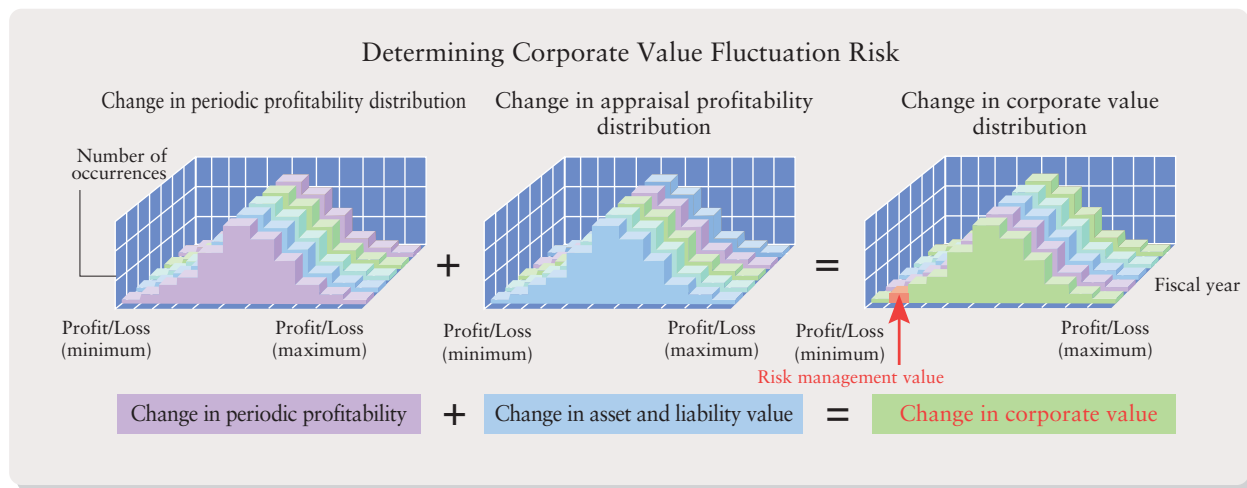 Determining Corporate Value Fluctuation Risk
Change in periodic profitability distribution
Change in appraisal profitability
distribution
Change in corporate value
distribution
Number of
occurrences
+
=
Fiscal year
Profit/Loss
(minimum)
Profit/Loss
(maximum)
Profit/Loss
(minimum)
Profit/Loss
(maximum)
Profit/Loss
(minimum)
Profit/Loss
(maximum)
Risk management value
Change in periodic profitability + Change in asset and liability value = Change in corporate value